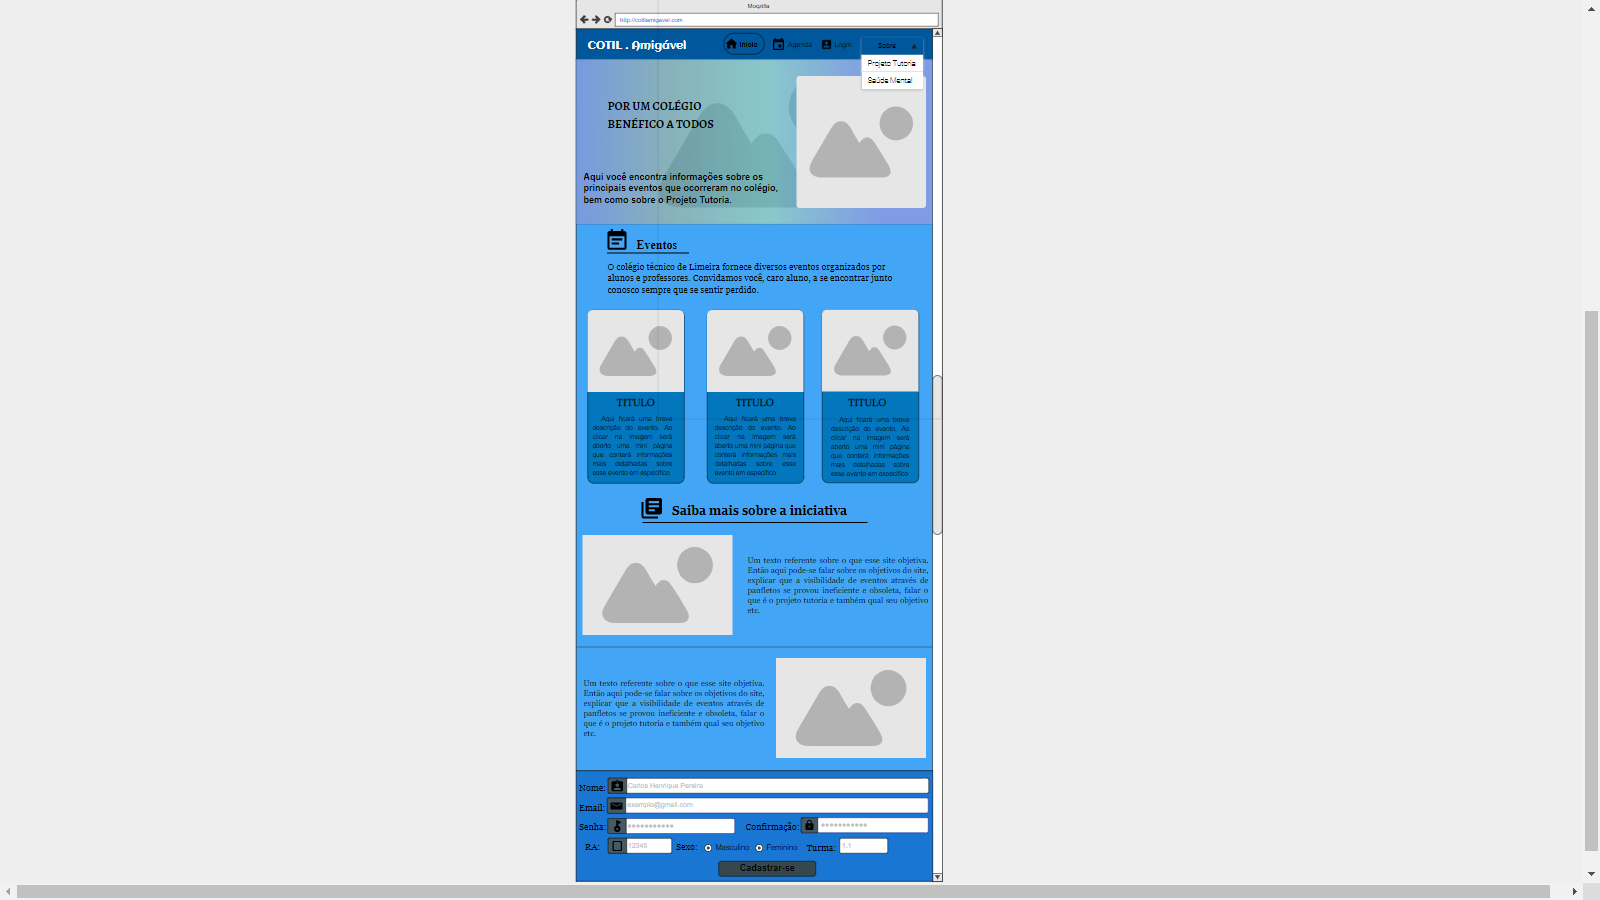 Moqzilla
http://cotilamigavel.com
COTIL . Amigável
Início
Agenda
Login
Sobre
Projeto Tutoria
Saúde Mental
POR UM COLÉGIO
BENÉFICO A TODOS
Aqui você encontra informações sobre os
principais eventos que ocorreram no colégio,
bem como sobre o Projeto Tutoria.
Eventos
O colégio técnico de Limeira fornece diversos eventos organizados por
alunos e professores. Convidamos você, caro aluno, a se encontrar junto
conosco sempre que se sentir perdido.
TITULO
Aqui ficará uma breve
descrição do evento. Ao
clicar na imagem será
aberto uma mini página
que conterá informações
mais detalhadas sobre
esse evento em específico
TITULO
Aqui ficará uma breve
descrição do evento. Ao
clicar na imagem será
aberto uma mini página que
conterá informações mais
detalhadas sobre esse
evento em específico
TITULO
Aqui ficará uma breve
descrição do evento. Ao
clicar na imagem será
aberto uma mini página
que conterá informações
mais detalhadas sobre
esse evento em específico
Saiba mais sobre a iniciativa
Um texto referente sobre o que esse site objetiva.
Então aqui pode-se falar sobre os objetivos do site,
explicar que a visibilidade de eventos através de
panfletos se provou ineficiente e obsoleta, falar o
que é o projeto tutoria e também qual seu objetivo
etc.
Um texto referente sobre o que esse site objetiva.
Então aqui pode-se falar sobre os objetivos do site,
explicar que a visibilidade de eventos através de
panfletos se provou ineficiente e obsoleta, falar o
que é o projeto tutoria e também qual seu objetivo
etc.
Nome: Carlos Henrique Pereira
Email: exemplo@gmail.com
Senha: ***********
Confirmação: ***********
RA: 12345
Sexo: Masculino Feminino
Turma: 1.1
Cadastrar-se